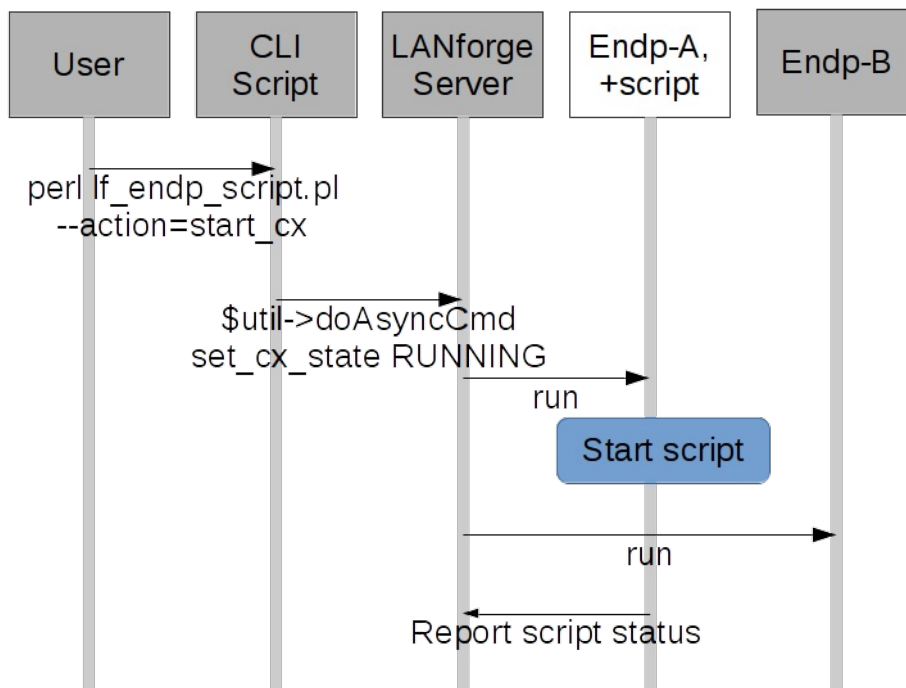 User
CLI
Script
LANforge
Server
Endp-A,
+script
Endp-B
perl lf_endp_script.pl
--action=start_cx
$util->doAsyncCmd
set_cx_state RUNNING
run
Start script
run
Report script status